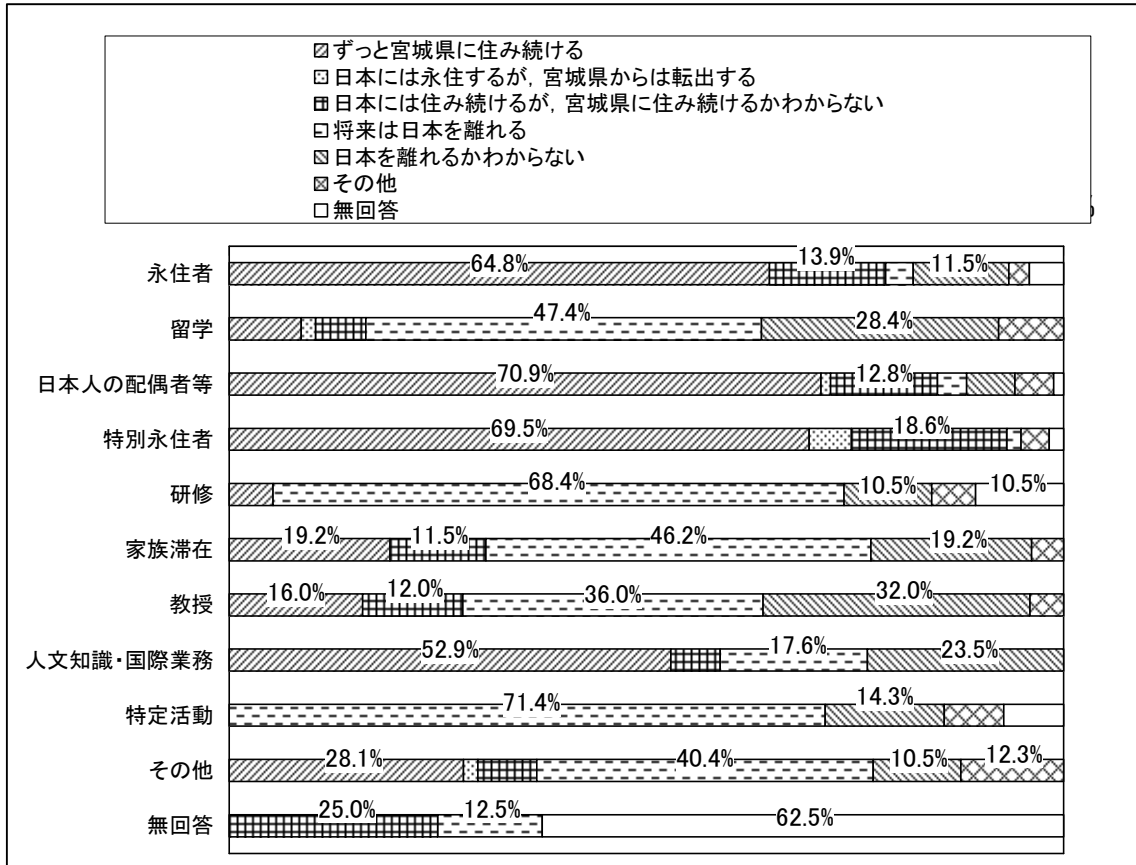 ずっと宮城県に住み続ける
日本には永住するが，宮城県からは転出する
日本には住み続けるが，宮城県に住み続けるかわからない
将来は日本を離れる
日本を離れるかわからない
その他
無回答
永住者 64.8% 13.9% 11.5%
留学 47.4% 28.4%
日本人の配偶者等 70.9% 12.8%
特別永住者 69.5% 18.6%
研修 68.4% 10.5% 10.5%
家族滞在 19.2% 11.5% 46.2% 19.2%
教授 16.0% 12.0% 36.0% 32.0%
人文知識・国際業務 52.9% 17.6% 23.5%
特定活動 71.4% 14.3%
その他 28.1% 40.4% 10.5% 12.3%
無回答 25.0% 12.5% 62.5%